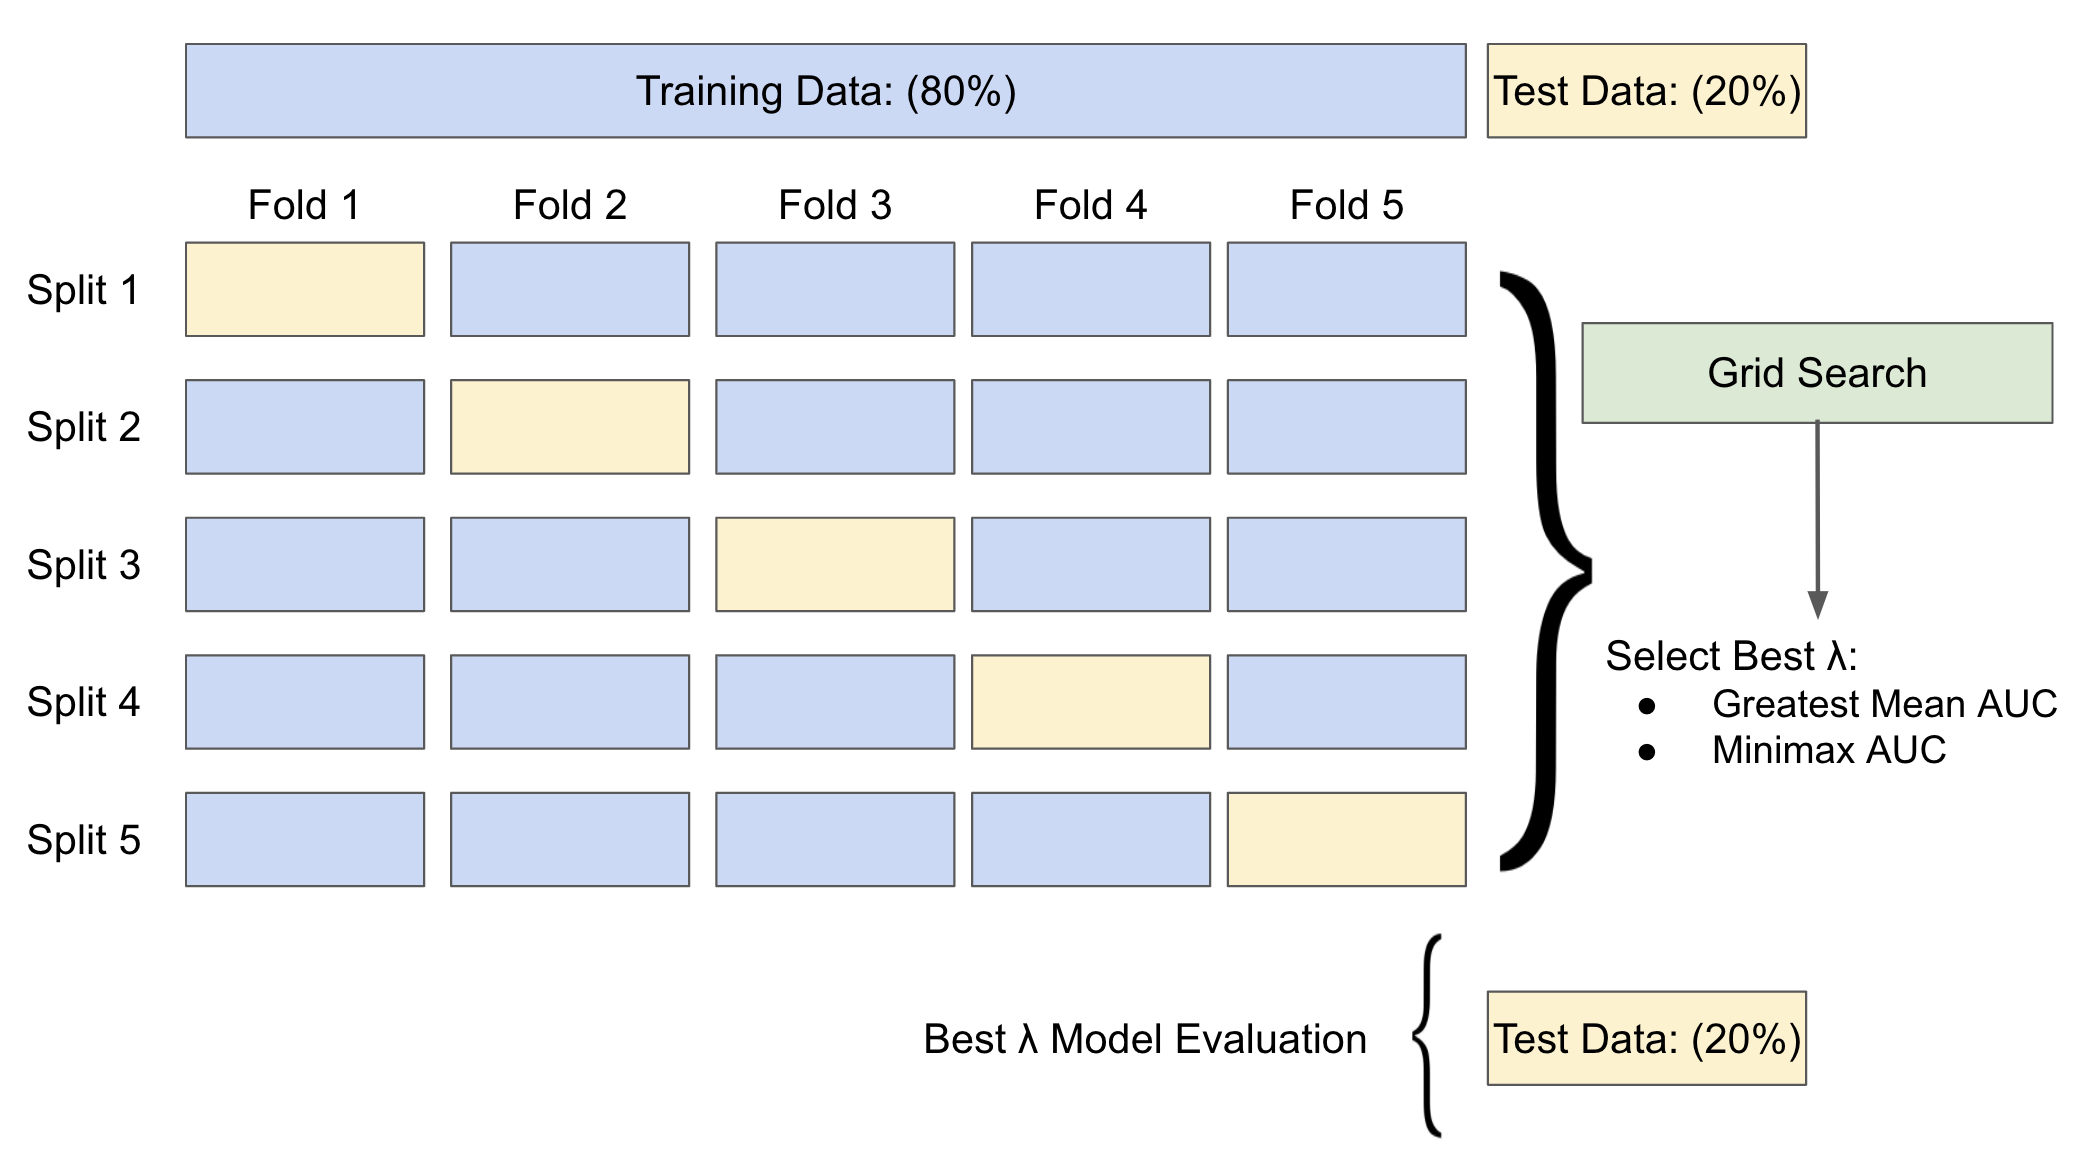 Training Data: (80%)
Test Data: (20%)
Fold 1
Fold 2
Fold 3
Fold 4
Fold 5
Split 1
Split 2
Split 3
Split 4
Split 5
Grid Search
Select Best λ:
● Greatest Mean AUC
● Minimax AUC
Best λ Model Evaluation
Test Data: (20%)